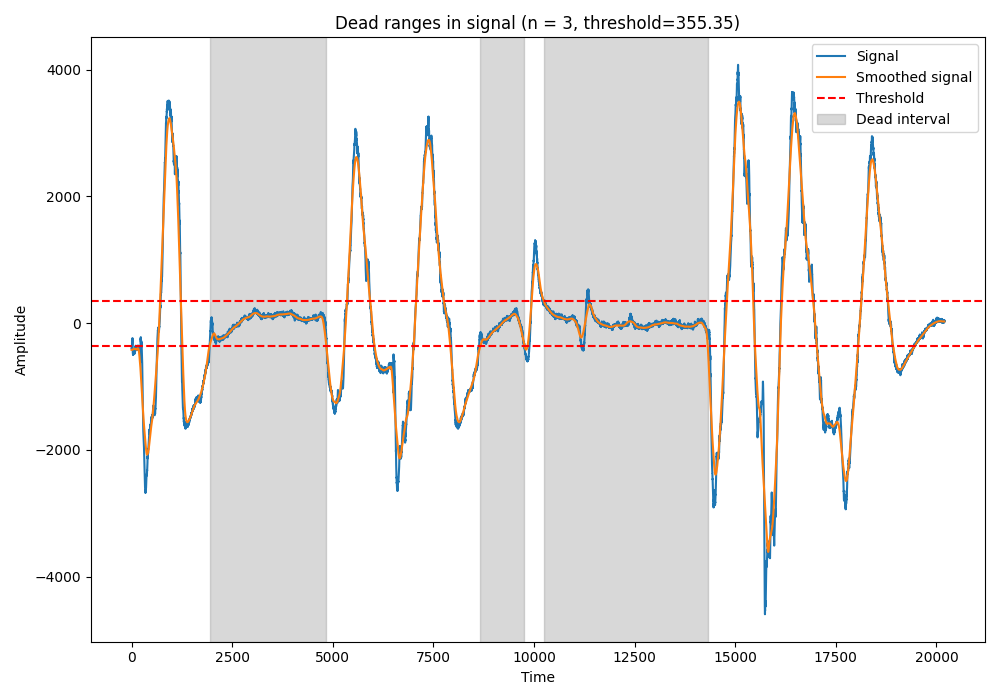 Dead ranges in signal (n = 3, threshold=355.35)
Signal
Smoothed signal
Threshold
Dead interval
Amplitude
4000
2000
0
−2000
−4000
0
2500
5000
7500
10000
12500
15000
17500
20000
Time